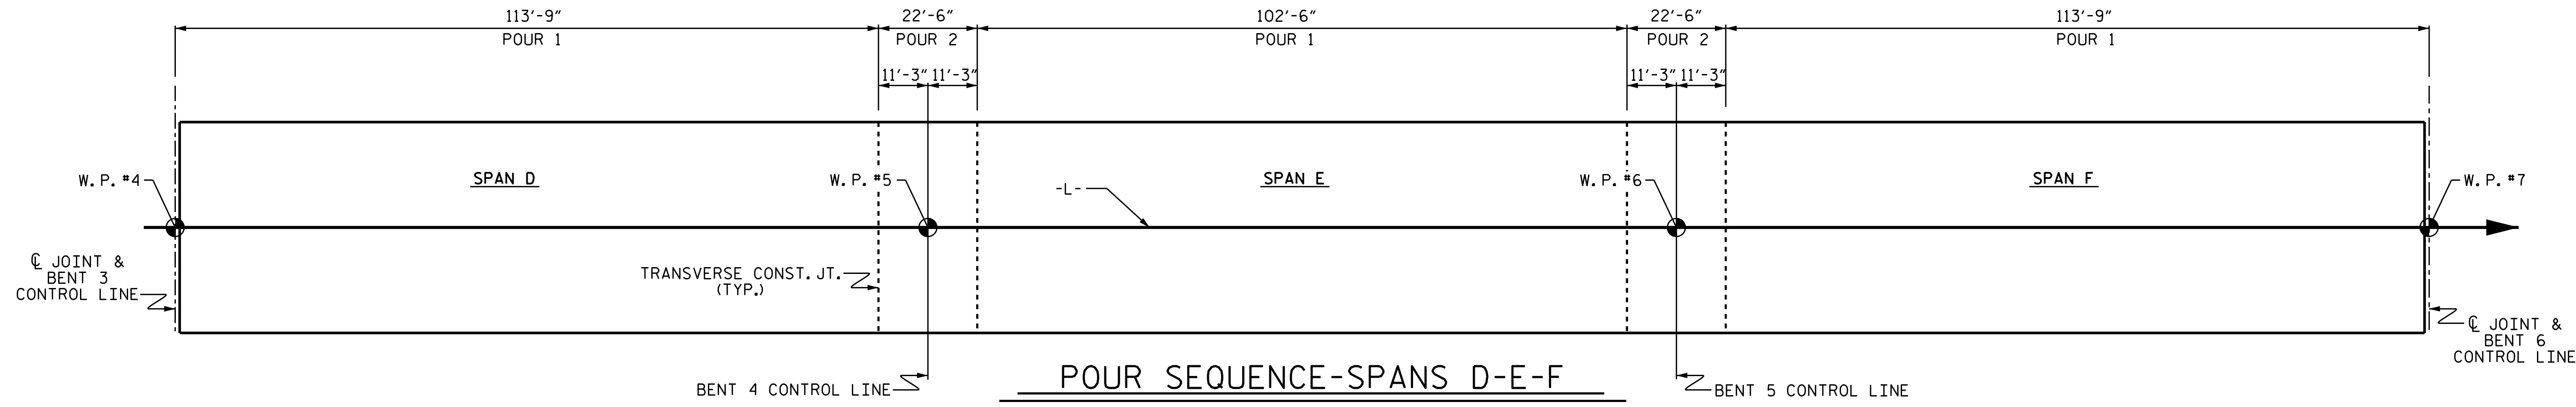 113'-9" 22'-6" 102'-6" 22'-6" 113'-9"
POUR 1 POUR 2 POUR 1 POUR 2 POUR 1
11'-3" 11'-3" 11'-3" 11'-3"
W.P. #4 SPAN D W.P. #5 -L- SPAN E W.P. #6 SPAN F W.P. #7
℄ JOINT &
BENT 3
CONTROL LINE
TRANSVERSE CONST. JT.
(TYP.)
℄ JOINT &
BENT 6
CONTROL LINE
BENT 4 CONTROL LINE
POUR SEQUENCE-SPANS D-E-F
BENT 5 CONTROL LINE